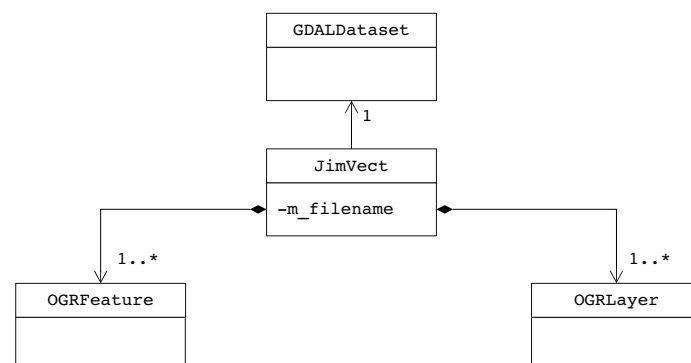 GDALDataset
1
JimVect
-m_filename
1..*
1..*
OGRFeature
OGRLayer